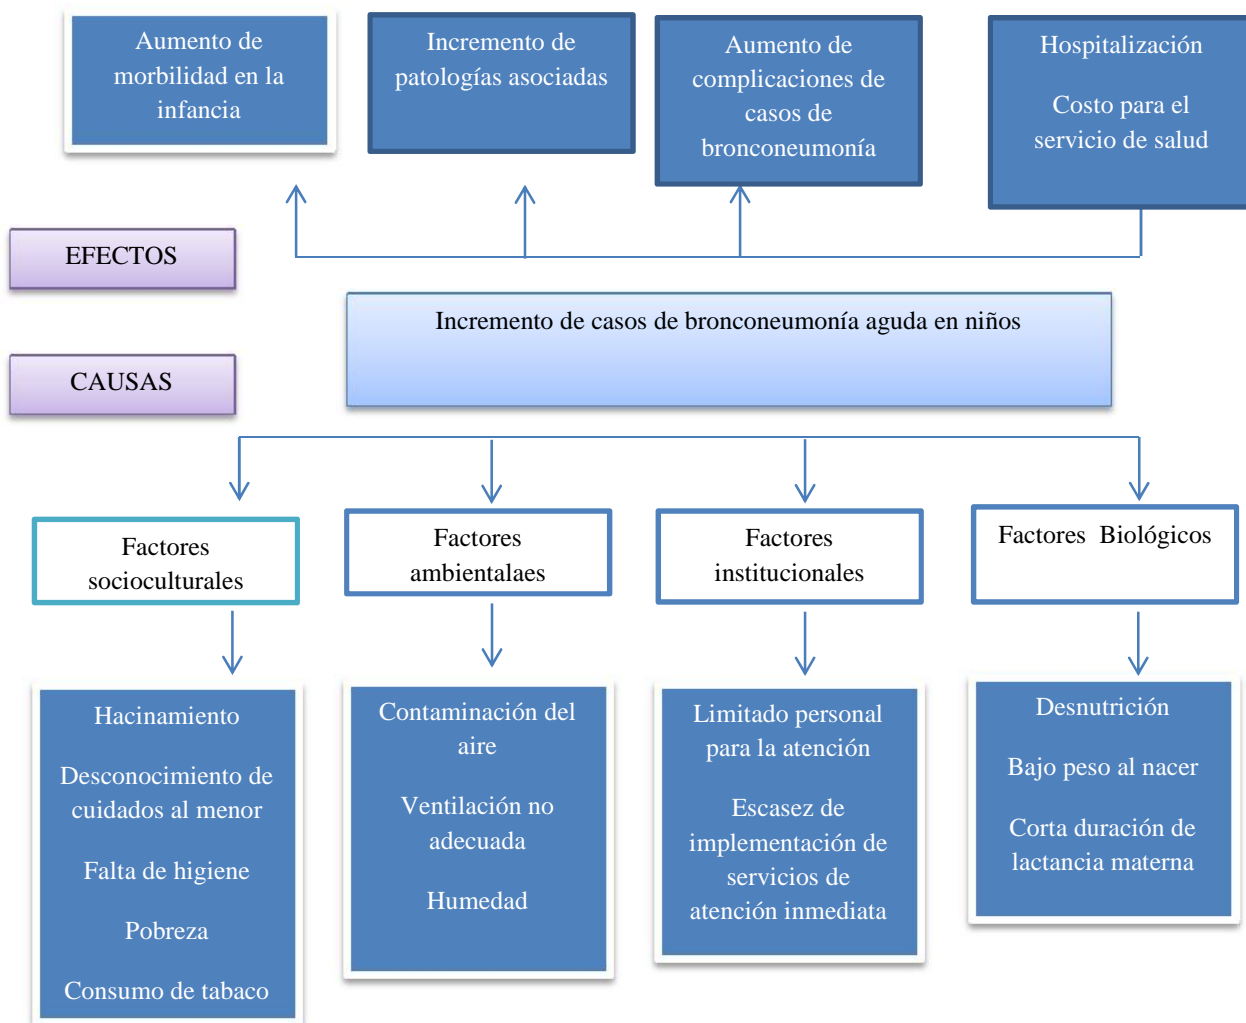 Aumento de
morbilidad en la
infancia
Incremento de
patologías asociadas
Aumento de
complicaciones de
casos de
bronconeumonía
Hospitalización
Costo para el
servicio de salud
EFECTOS
Incremento de casos de bronconeumonía aguda en niños
CAUSAS
Factores
socioculturales
Factores
ambientalaes
Factores
institucionales
Factores Biológicos
Hacinamiento
Desconocimiento de
cuidados al menor
Falta de higiene
Pobreza
Consumo de tabaco
Contaminación del
aire
Ventilación no
adecuada
Humedad
Limitado personal
para la atención
Escasez de
implementación de
servicios de
atención inmediata
Desnutrición
Bajo peso al nacer
Corta duración de
lactancia materna